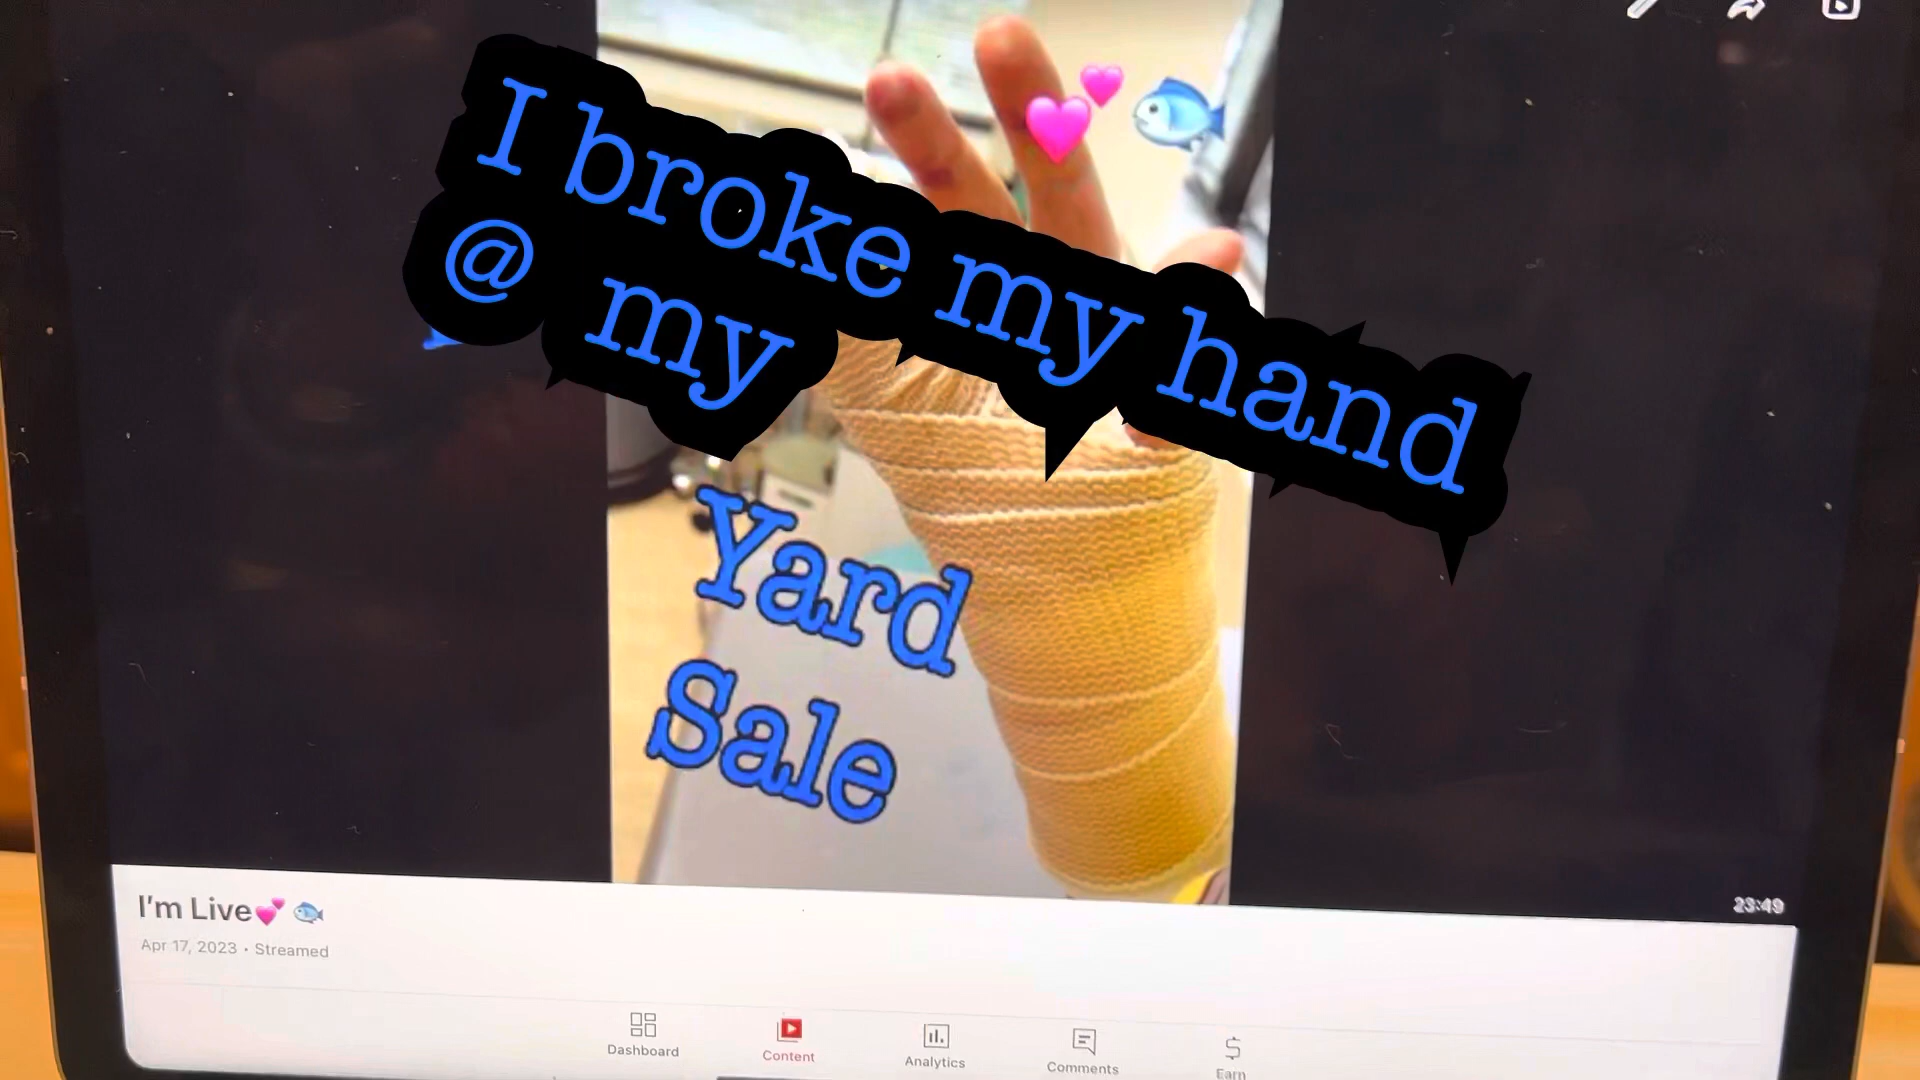 I broke my hand
@ my
Yard
Sale
23:49
I'm Live💕 🐟
Apr 17, 2023 • Streamed
Dashboard
Content
Analytics
Comments
Earn